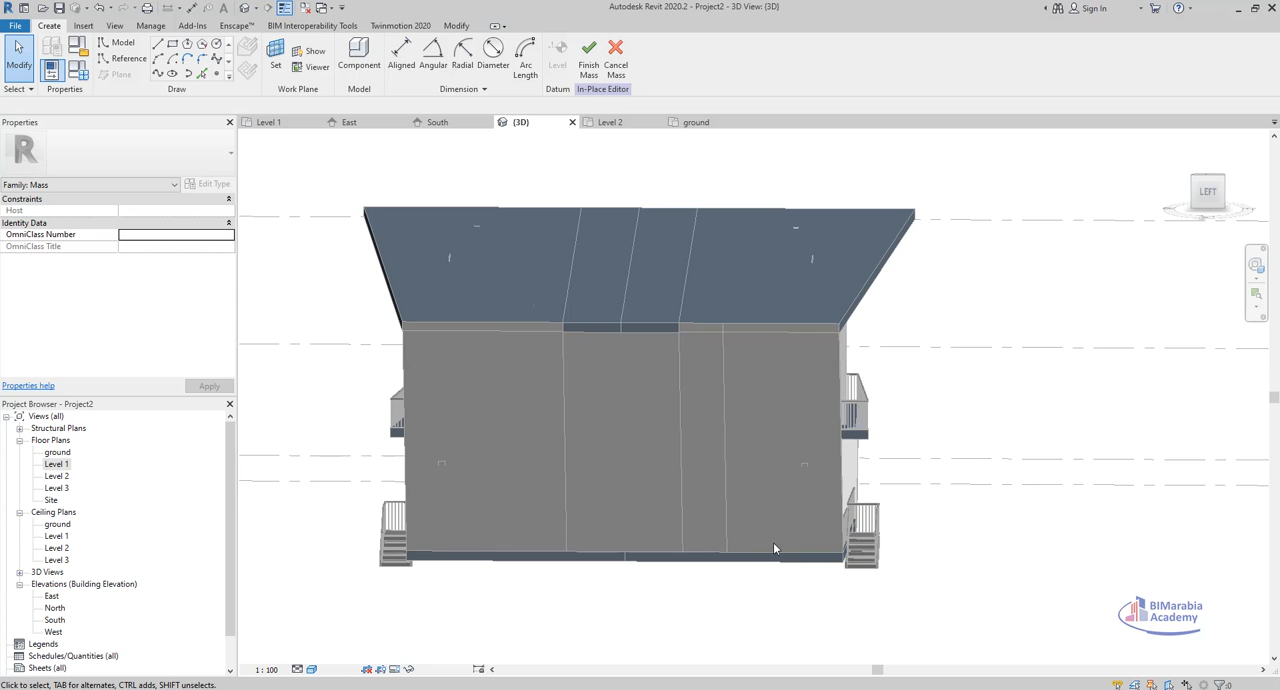 Autodesk Revit 2020.2 - Project2 - 3D View: {3D}
Sign In
File Create Insert View Manage Add-Ins Enscape™ BIM Interoperability Tools Twinmotion 2020 Modify
Modify
Model
Reference
Plane
Set
Show
Viewer
Component
Aligned
Angular
Radial
Diameter
Arc
Length
Level
Finish
Mass
Cancel
Mass
Select Properties Draw Work Plane Model Dimension Datum In-Place Editor
Properties
Level 1 East South {3D} Level 2 ground
LEFT
Family: Mass Edit Type
Constraints
Host
Identity Data
OmniClass Number
OmniClass Title
Properties help Apply
Project Browser - Project2
Views (all)
Structural Plans
Floor Plans
ground
Level 1
Level 2
Level 3
Site
Ceiling Plans
ground
Level 1
Level 2
Level 3
3D Views
Elevations (Building Elevation)
East
North
South
West
Legends
Schedules/Quantities (all)
Sheets (all)
BIMarabia
Academy
1 : 100
Click to select, TAB for alternates, CTRL adds, SHIFT unselects.
:0